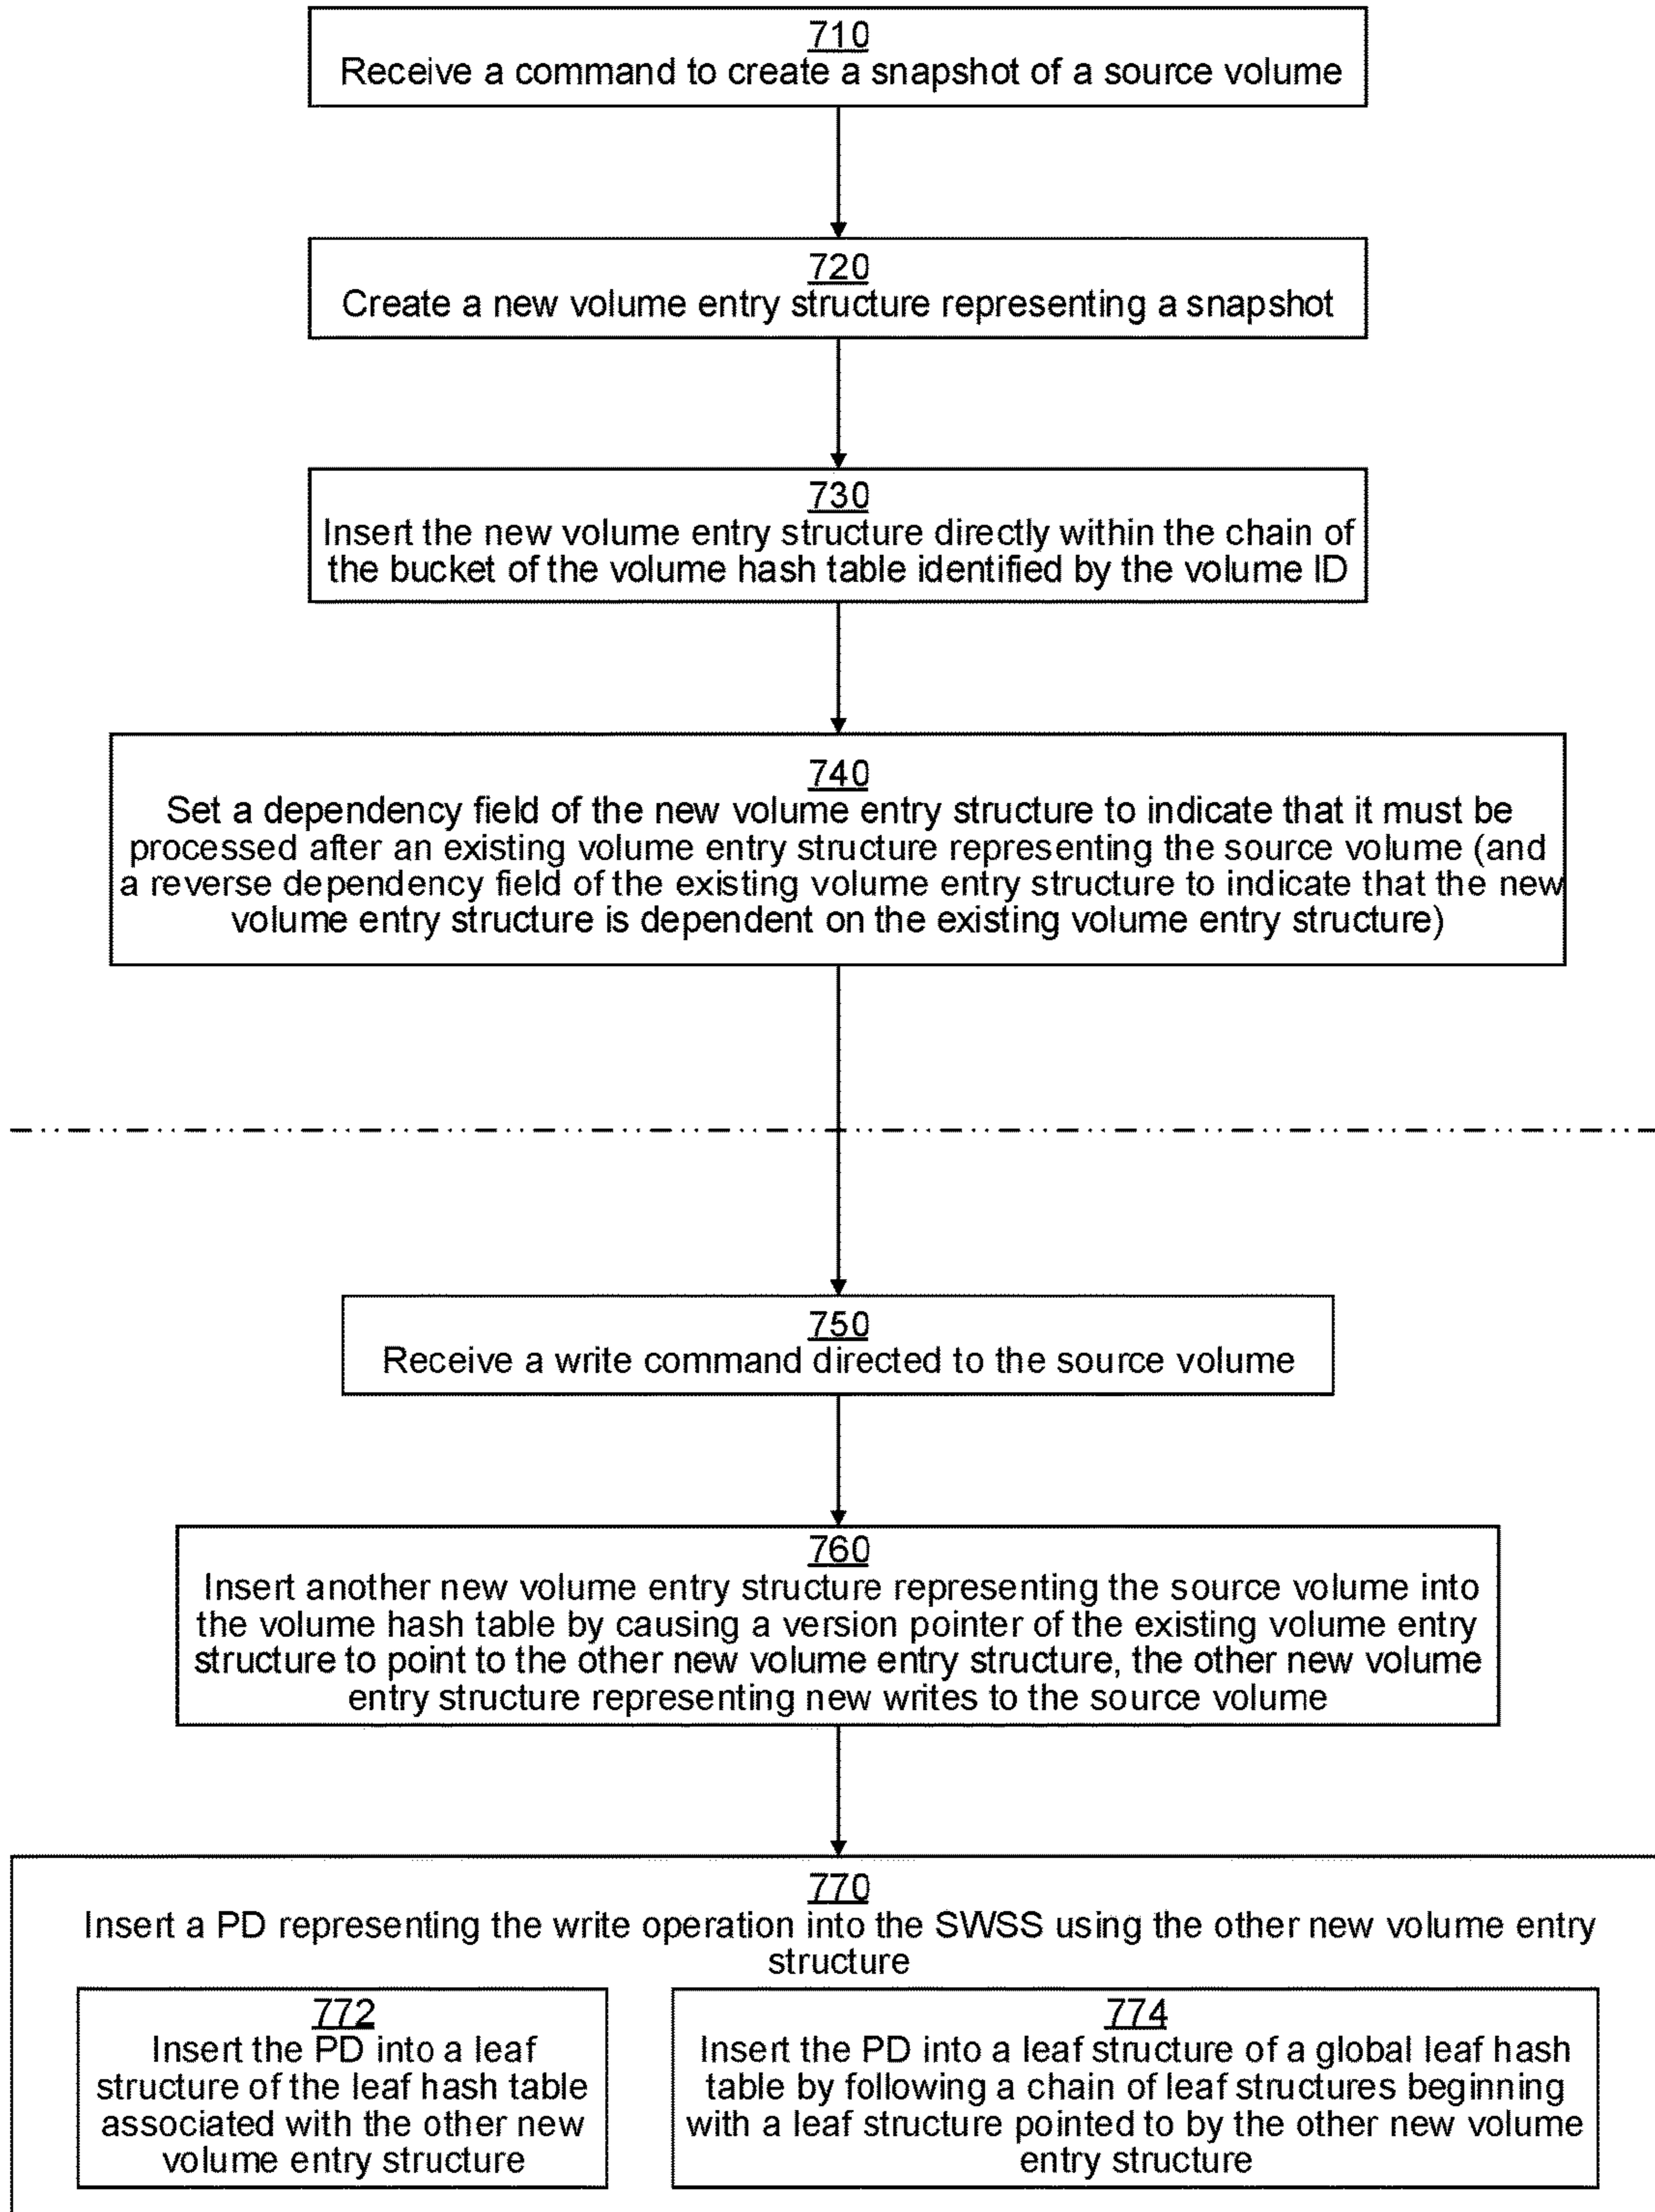 710
Receive a command to create a snapshot of a source volume
720
Create a new volume entry structure representing a snapshot
730
Insert the new volume entry structure directly within the chain of
the bucket of the volume hash table identified by the volume ID
740
Set a dependency field of the new volume entry structure to indicate that it must be
processed after an existing volume entry structure representing the source volume (and
a reverse dependency field of the existing volume entry structure to indicate that the new
volume entry structure is dependent on the existing volume entry structure)
750
Receive a write command directed to the source volume
760
Insert another new volume entry structure representing the source volume into
the volume hash table by causing a version pointer of the existing volume entry
structure to point to the other new volume entry structure, the other new volume
entry structure representing new writes to the source volume
770
Insert a PD representing the write operation into the SWSS using the other new volume entry
structure
772
Insert the PD into a leaf
structure of the leaf hash table
associated with the other new
volume entry structure
774
Insert the PD into a leaf structure of a global leaf hash
table by following a chain of leaf structures beginning
with a leaf structure pointed to by the other new volume
entry structure